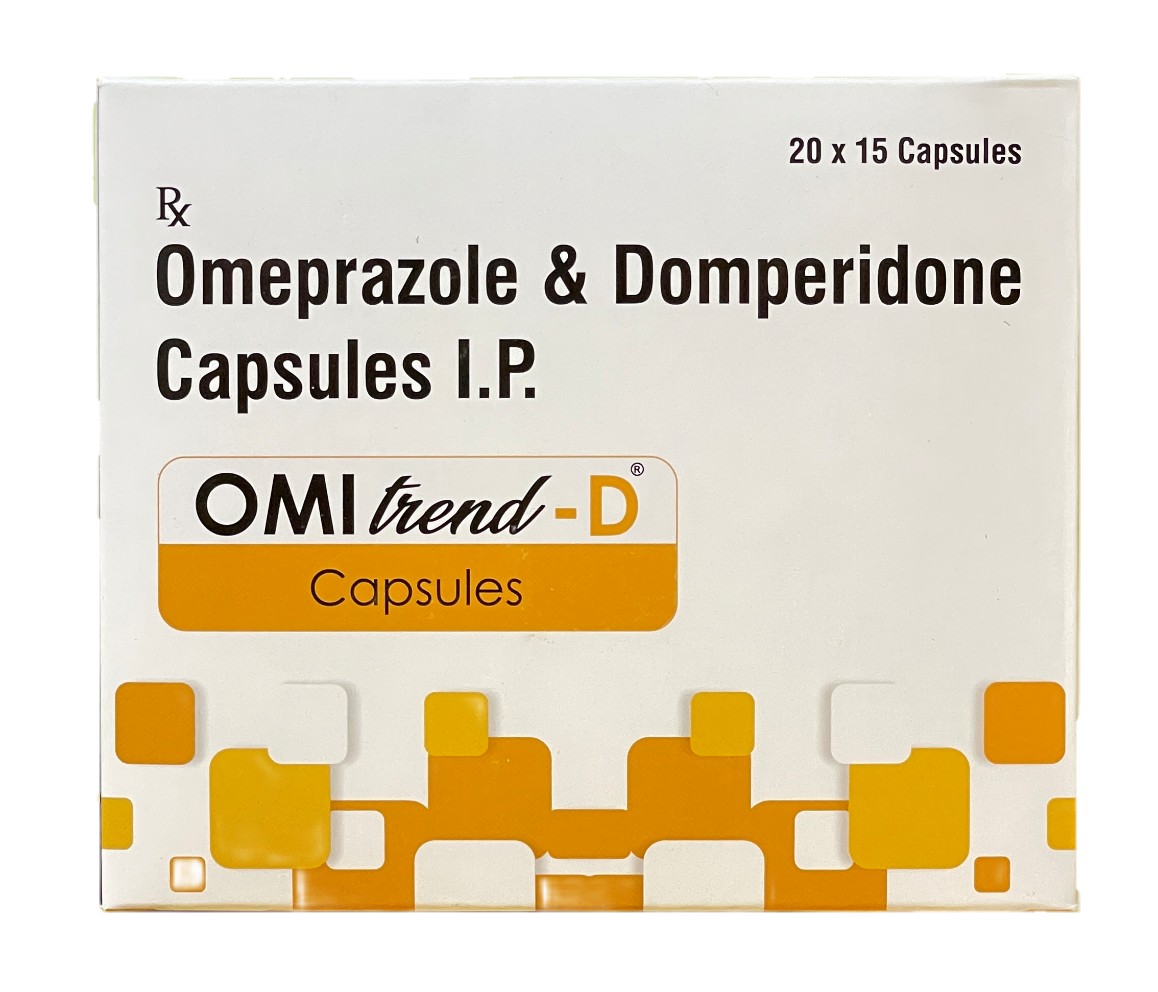 20 x 15 Capsules
Rx
Omeprazole & Domperidone
Capsules I.P.
OMI trend - D®
Capsules